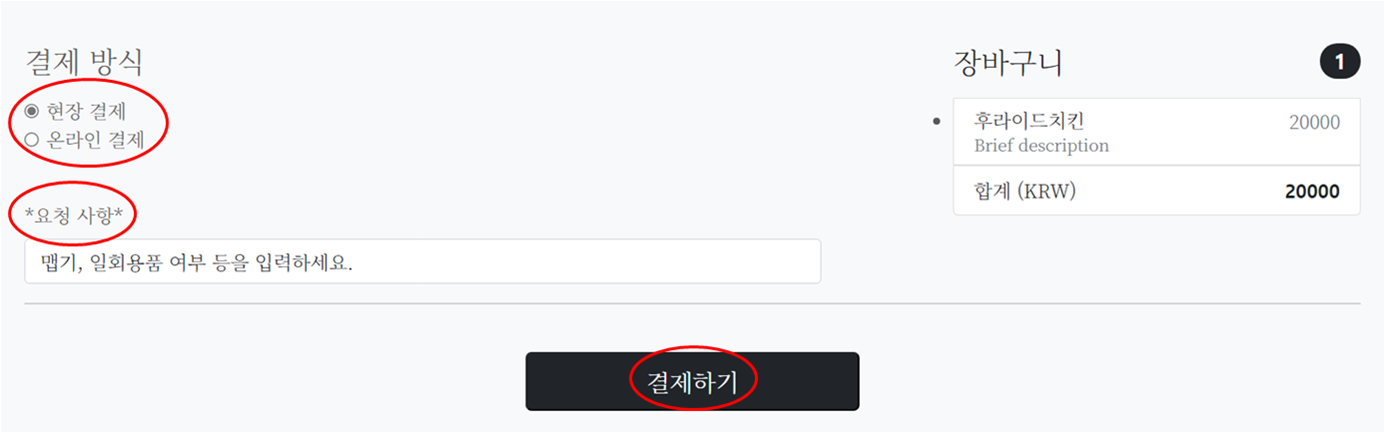 결제 방식
현장 결제
온라인 결제
*요청 사항*
맵기, 일회용품 여부 등을 입력하세요.
장바구니 1
후라이드치킨 20000
Brief description
합계 (KRW) 20000
결제하기